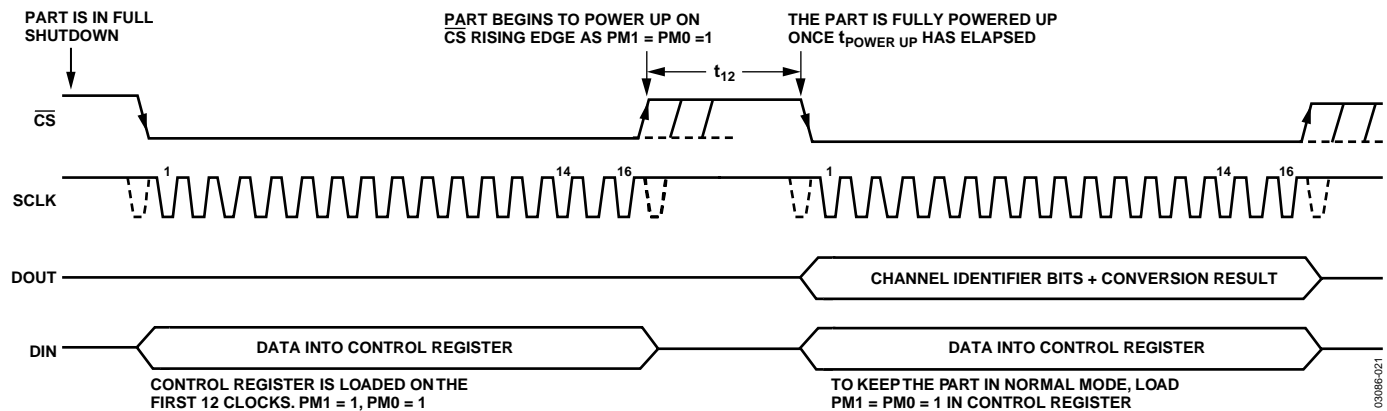 PART IS IN FULL
SHUTDOWN
PART BEGINS TO POWER UP ON
CS RISING EDGE AS PM1 = PM0 =1
THE PART IS FULLY POWERED UP
ONCE tPOWER UP HAS ELAPSED
t12
CS
SCLK
1
14
16
1
14
16
DOUT
CHANNEL IDENTIFIER BITS + CONVERSION RESULT
DIN
DATA INTO CONTROL REGISTER
DATA INTO CONTROL REGISTER
CONTROL REGISTER IS LOADED ON THE
FIRST 12 CLOCKS. PM1 = 1, PM0 = 1
TO KEEP THE PART IN NORMAL MODE, LOAD
PM1 = PM0 = 1 IN CONTROL REGISTER
03086-021